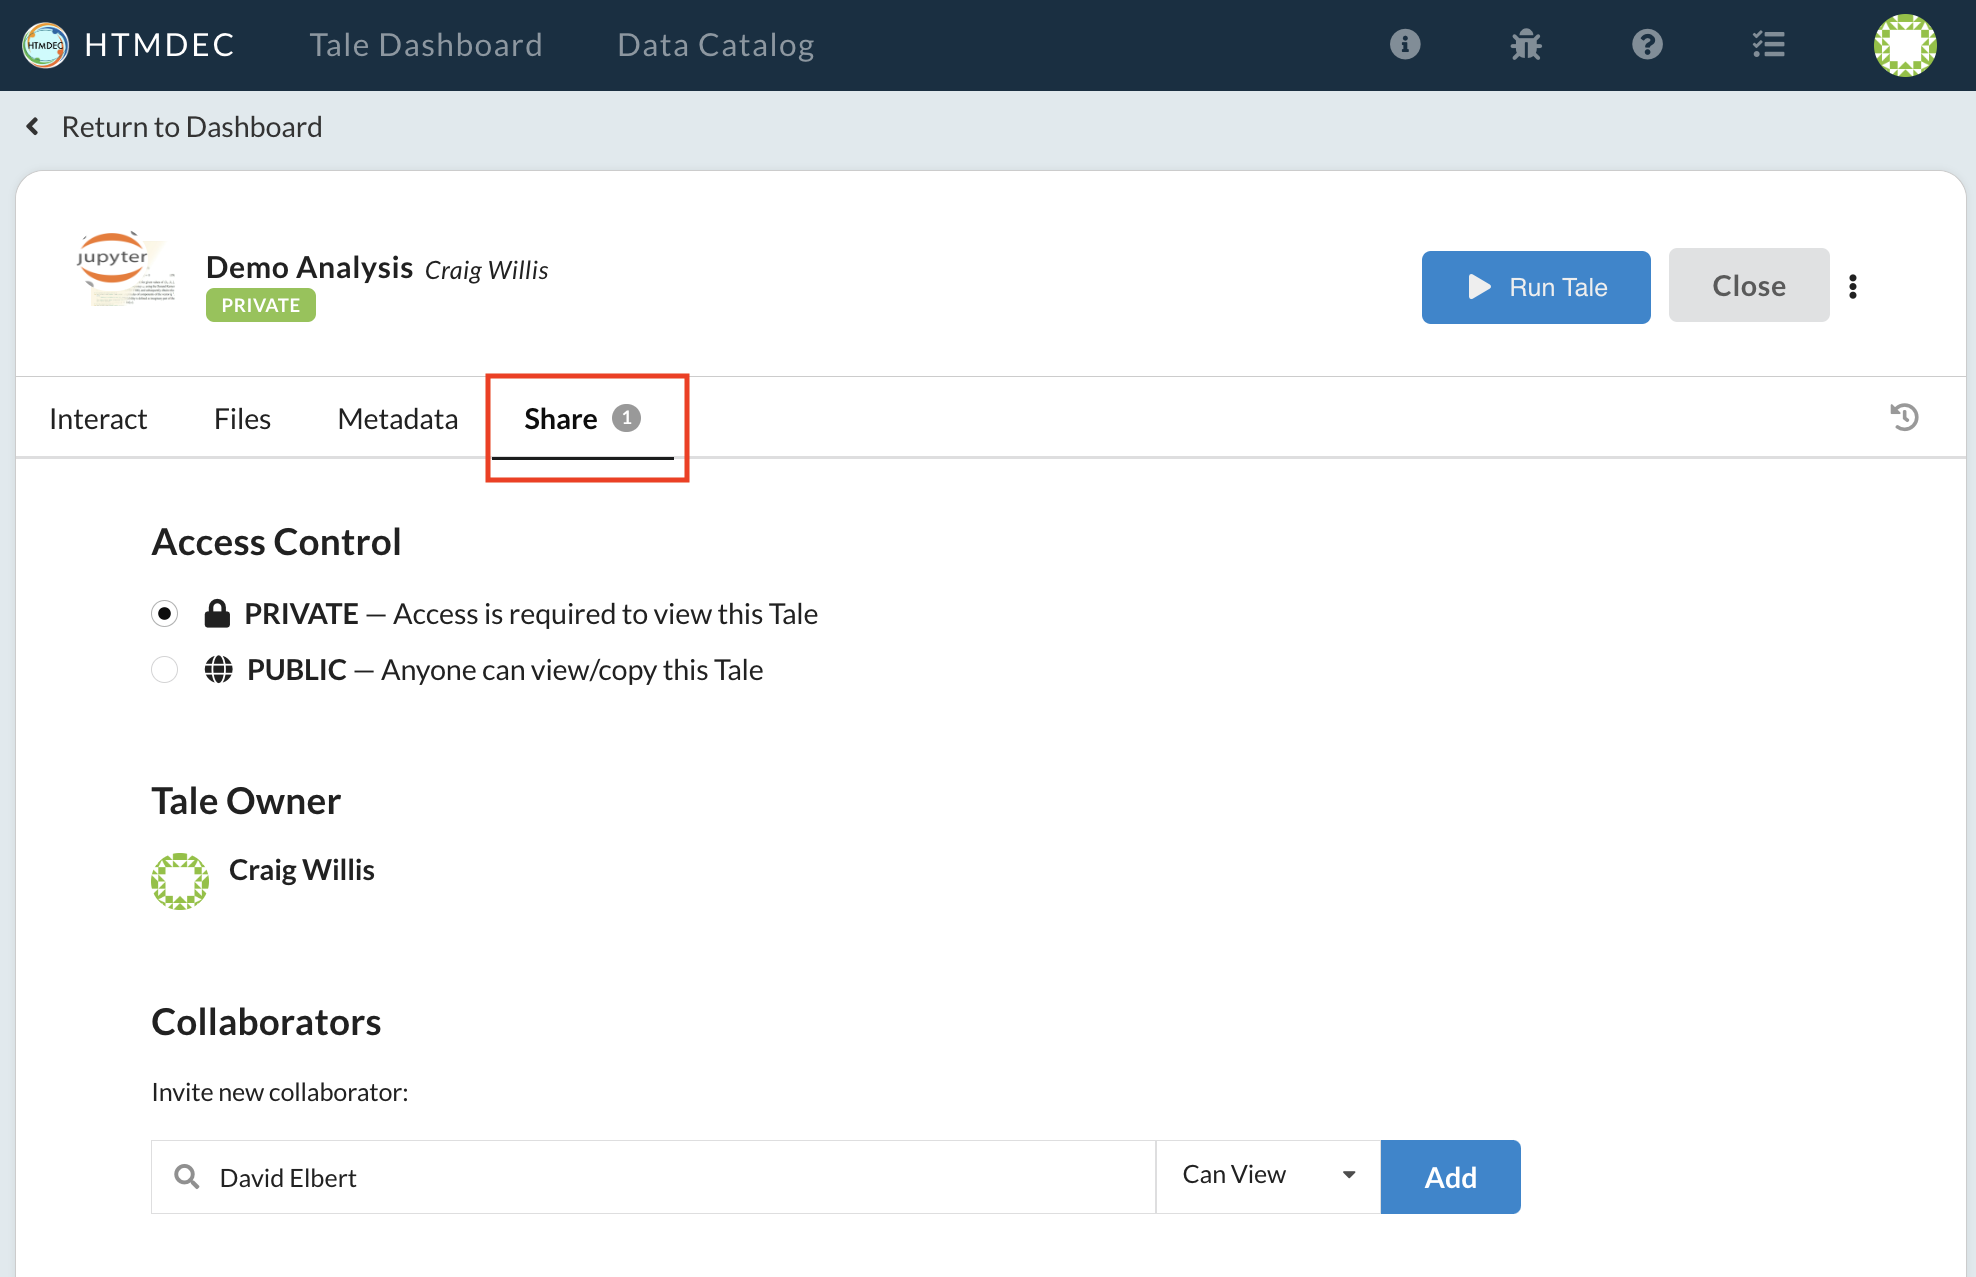 HTMDEC HTMDEC Tale Dashboard Data Catalog
Return to Dashboard
jupyter
Demo Analysis Craig Willis
PRIVATE
Run Tale
Close
Interact Files Metadata Share 1
Access Control
PRIVATE — Access is required to view this Tale
PUBLIC — Anyone can view/copy this Tale
Tale Owner
Craig Willis
Collaborators
Invite new collaborator:
David Elbert Can View Add